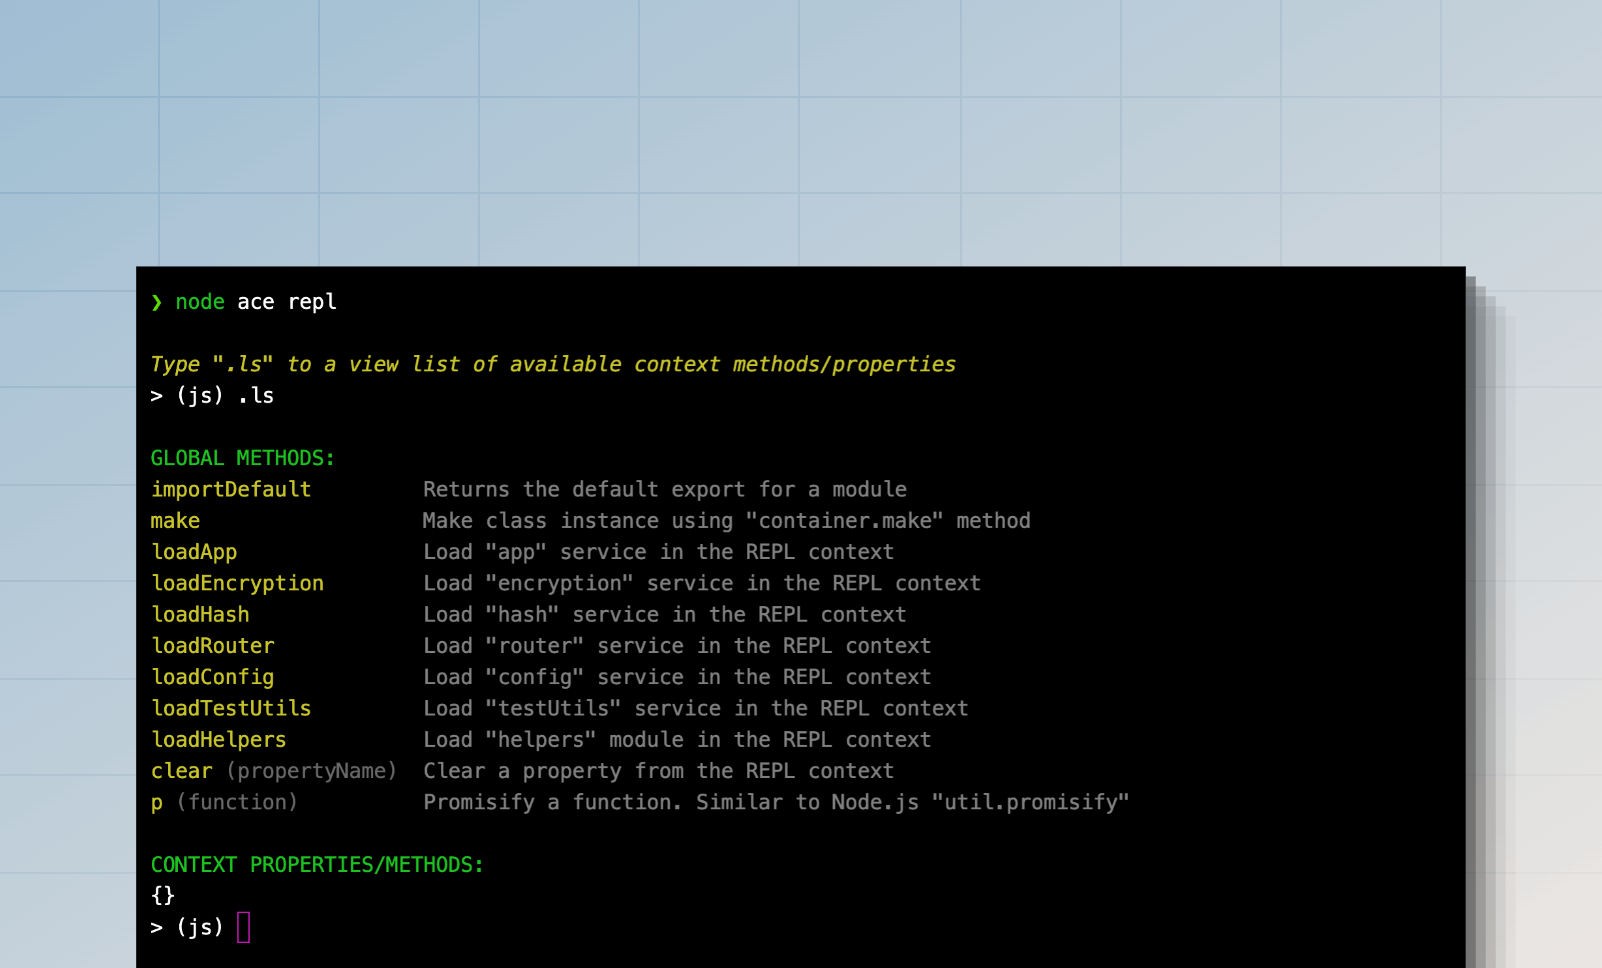 ❯ node ace repl
Type ".ls" to a view list of available context methods/properties
> (js) .ls
GLOBAL METHODS:
importDefault Returns the default export for a module
make Make class instance using "container.make" method
loadApp Load "app" service in the REPL context
loadEncryption Load "encryption" service in the REPL context
loadHash Load "hash" service in the REPL context
loadRouter Load "router" service in the REPL context
loadConfig Load "config" service in the REPL context
loadTestUtils Load "testUtils" service in the REPL context
loadHelpers Load "helpers" module in the REPL context
clear (propertyName) Clear a property from the REPL context
p (function) Promisify a function. Similar to Node.js "util.promisify"
CONTEXT PROPERTIES/METHODS:
{}
> (js)